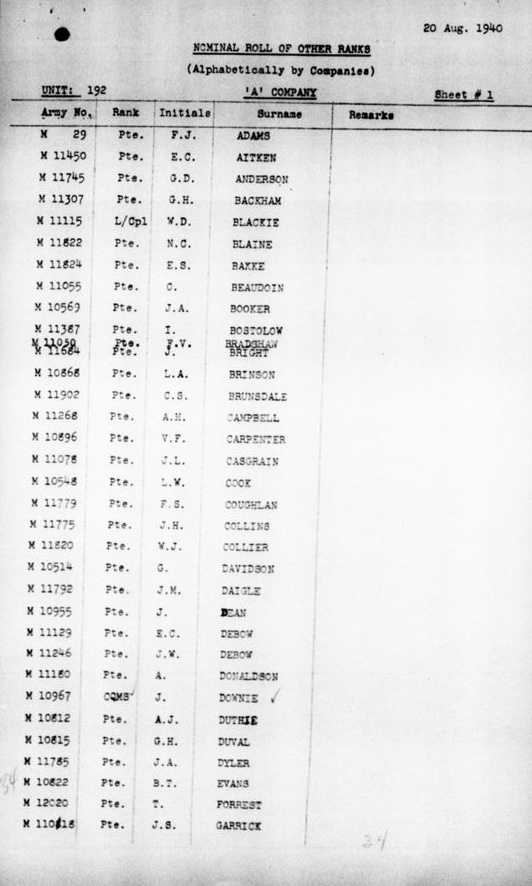 20 Aug. 1940
NOMINAL ROLL OF OTHER RANKS
(Alphabetically by Companies)
UNIT: 192 'A' COMPANY Sheet # 1
Army No. Rank Initials Surname Remarks
M 29 Pte. F.J. ADAMS
M 11450 Pte. E.C. AITKEN
M 11745 Pte. G.D. ANDERSON
M 11307 Pte. G.H. BACKHAM
M 11115 L/Cpl W.D. BLACKIE
M 11822 Pte. N.C. BLAINE
M 11824 Pte. E.S. BAKKE
M 11055 Pte. C. BEAUDOIN
M 10569 Pte. J.A. BOOKER
M 11387 Pte. I. BOSTOLOW
M 11050 Pte. F.V. BRADSHAW
M 11684 Pte. J. BRIGHT
M 10868 Pte. L.A. BRINSON
M 11902 Pte. C.S. BRUNSDALE
M 11268 Pte. A.H. CAMPBELL
M 10896 Pte. V.F. CARPENTER
M 11078 Pte. J.L. CASGRAIN
M 10548 Pte. L.W. COOK
M 11779 Pte. F.S. COUGHLAN
M 11775 Pte. J.H. COLLINS
M 11820 Pte. W.J. COLLIER
M 10514 Pte. G. DAVIDSON
M 11792 Pte. J.M. DAIGLE
M 10955 Pte. J. DEAN
M 11129 Pte. E.C. DEBOW
M 11246 Pte. J.W. DEBOW
M 11180 Pte. A. DONALDSON
M 10967 CQMS J. DOWNIE ✓
M 10812 Pte. A.J. DUTHIE
M 10815 Pte. G.H. DUVAL
M 11785 Pte. J.A. DYLER
34 M 10822 Pte. B.T. EVANS
M 12020 Pte. T. FORREST
M 11018 Pte. J.S. GARRICK
34